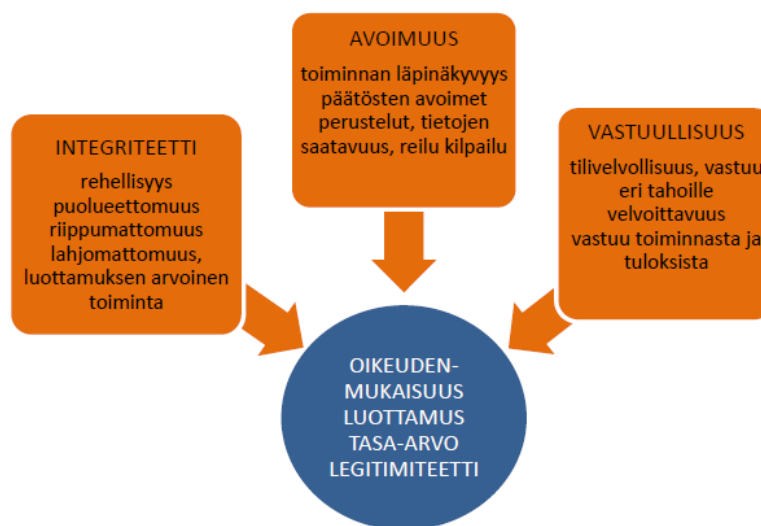 INTEGRITEETTI
rehellisyys
puolueettomuus
riippumattomuus
lahjomattomuus,
luottamuksen arvoinen
toiminta
AVOIMUUS
toiminnan läpinäkyvyys
päätösten avoimet
perustelut, tietojen
saatavuus, reilu kilpailu
VASTUULLISUUS
tilivelvollisuus, vastuu
eri tahoille
velvoittavuus
vastuu toiminnasta ja
tuloksista
OIKEUDEN-
MUKAISUUS
LUOTTAMUS
TASA-ARVO
LEGITIMITEETTI